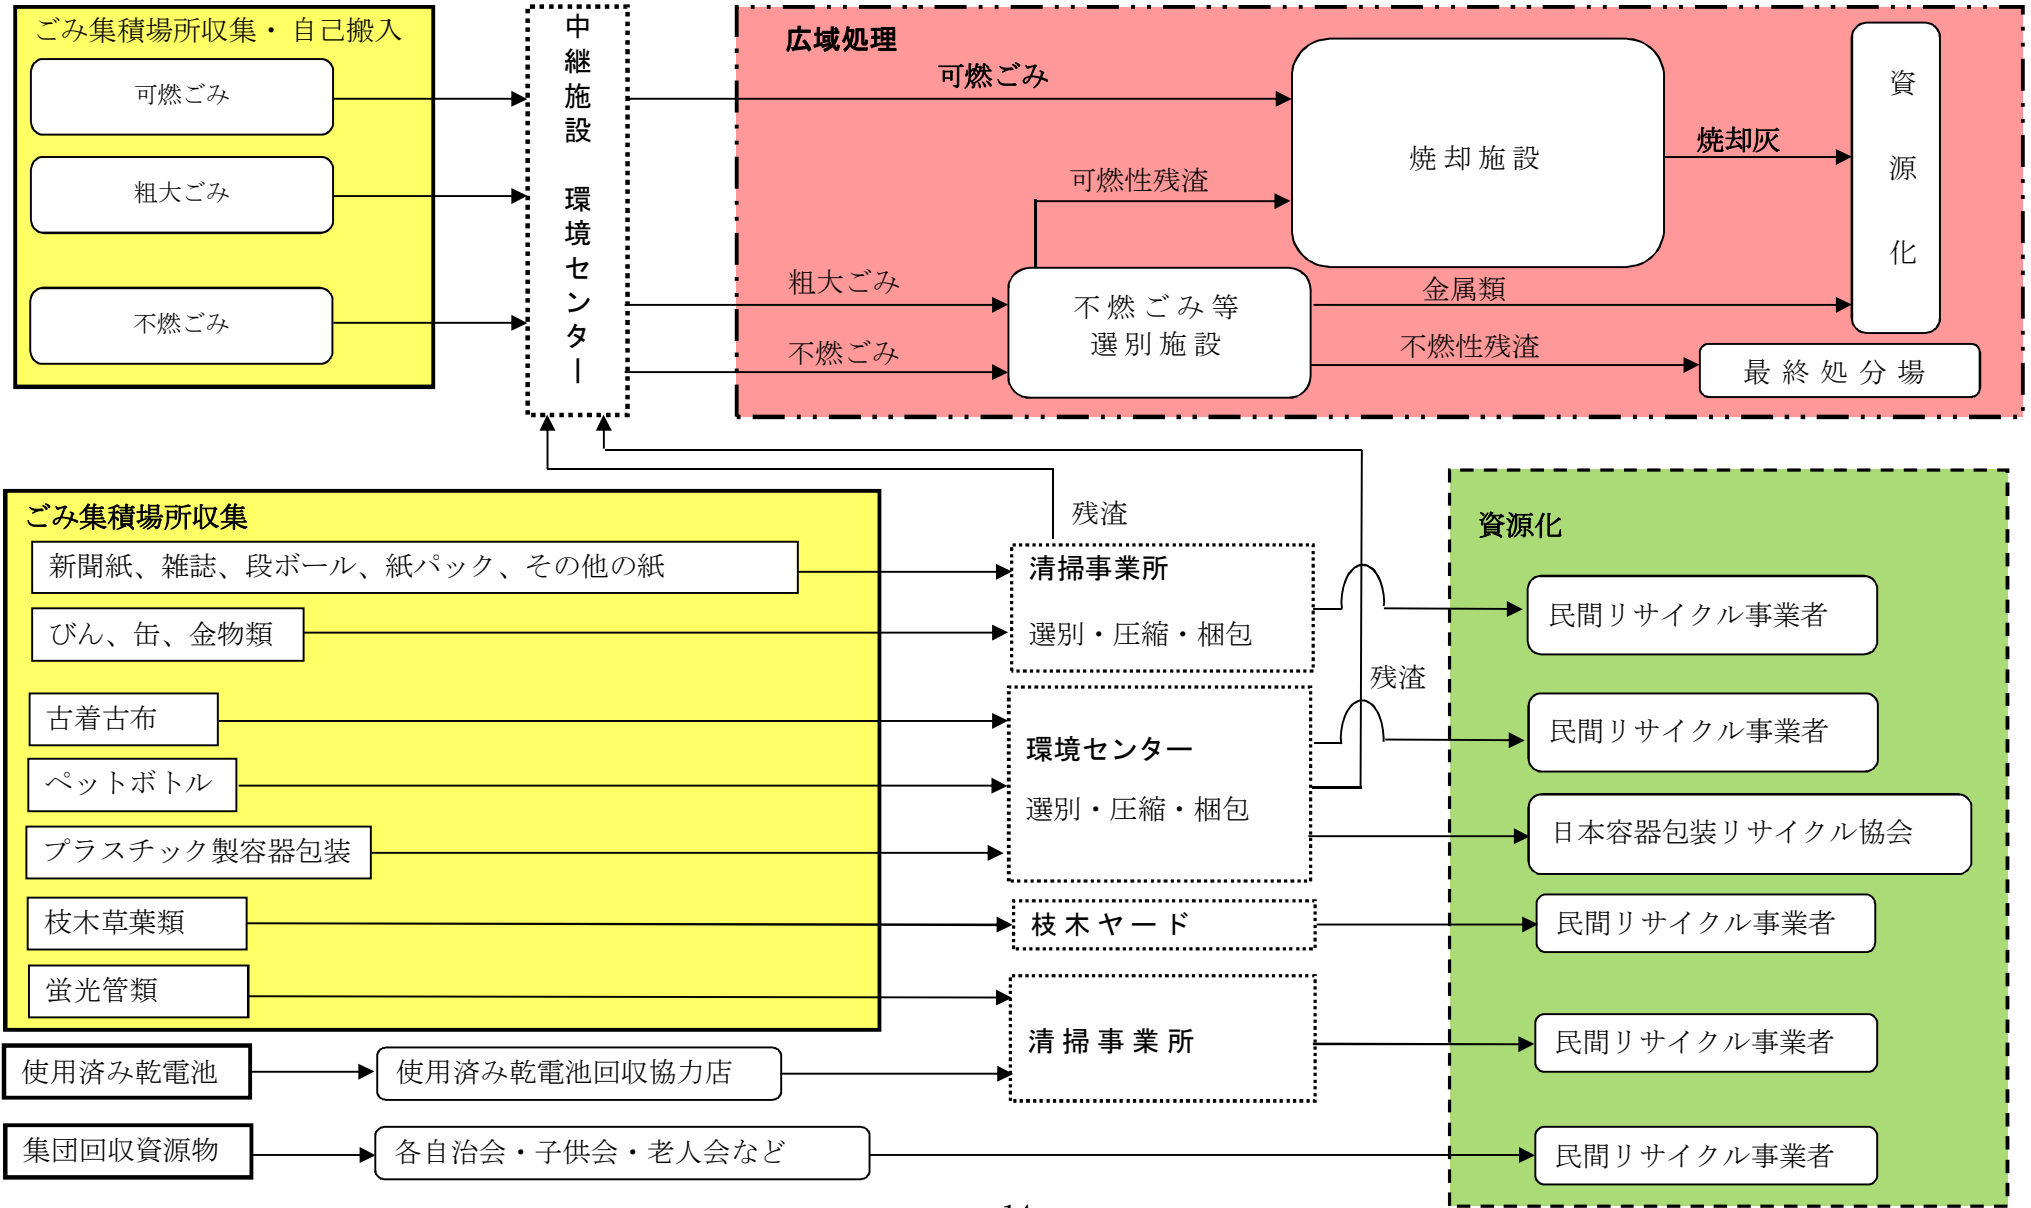 ごみ集積場所収集・ 自己搬入
可燃ごみ
粗大ごみ
不燃ごみ
中継施設　環境センター
広域処理
可燃ごみ
焼却施設
焼却灰
資源化
可燃性残渣
粗大ごみ
不燃ごみ
不燃ごみ等
選別施設
金属類
不燃性残渣
最終処分場
ごみ集積場所収集
新聞紙、雑誌、段ボール、紙パック、その他の紙
びん、缶、金物類
古着古布
ペットボトル
プラスチック製容器包装
枝木草葉類
蛍光管類
使用済み乾電池
使用済み乾電池回収協力店
集団回収資源物
各自治会・子供会・老人会など
残渣
清掃事業所
選別・圧縮・梱包
残渣
環境センター
選別・圧縮・梱包
枝木ヤード
清掃事業所
資源化
民間リサイクル事業者
民間リサイクル事業者
日本容器包装リサイクル協会
民間リサイクル事業者
民間リサイクル事業者
民間リサイクル事業者